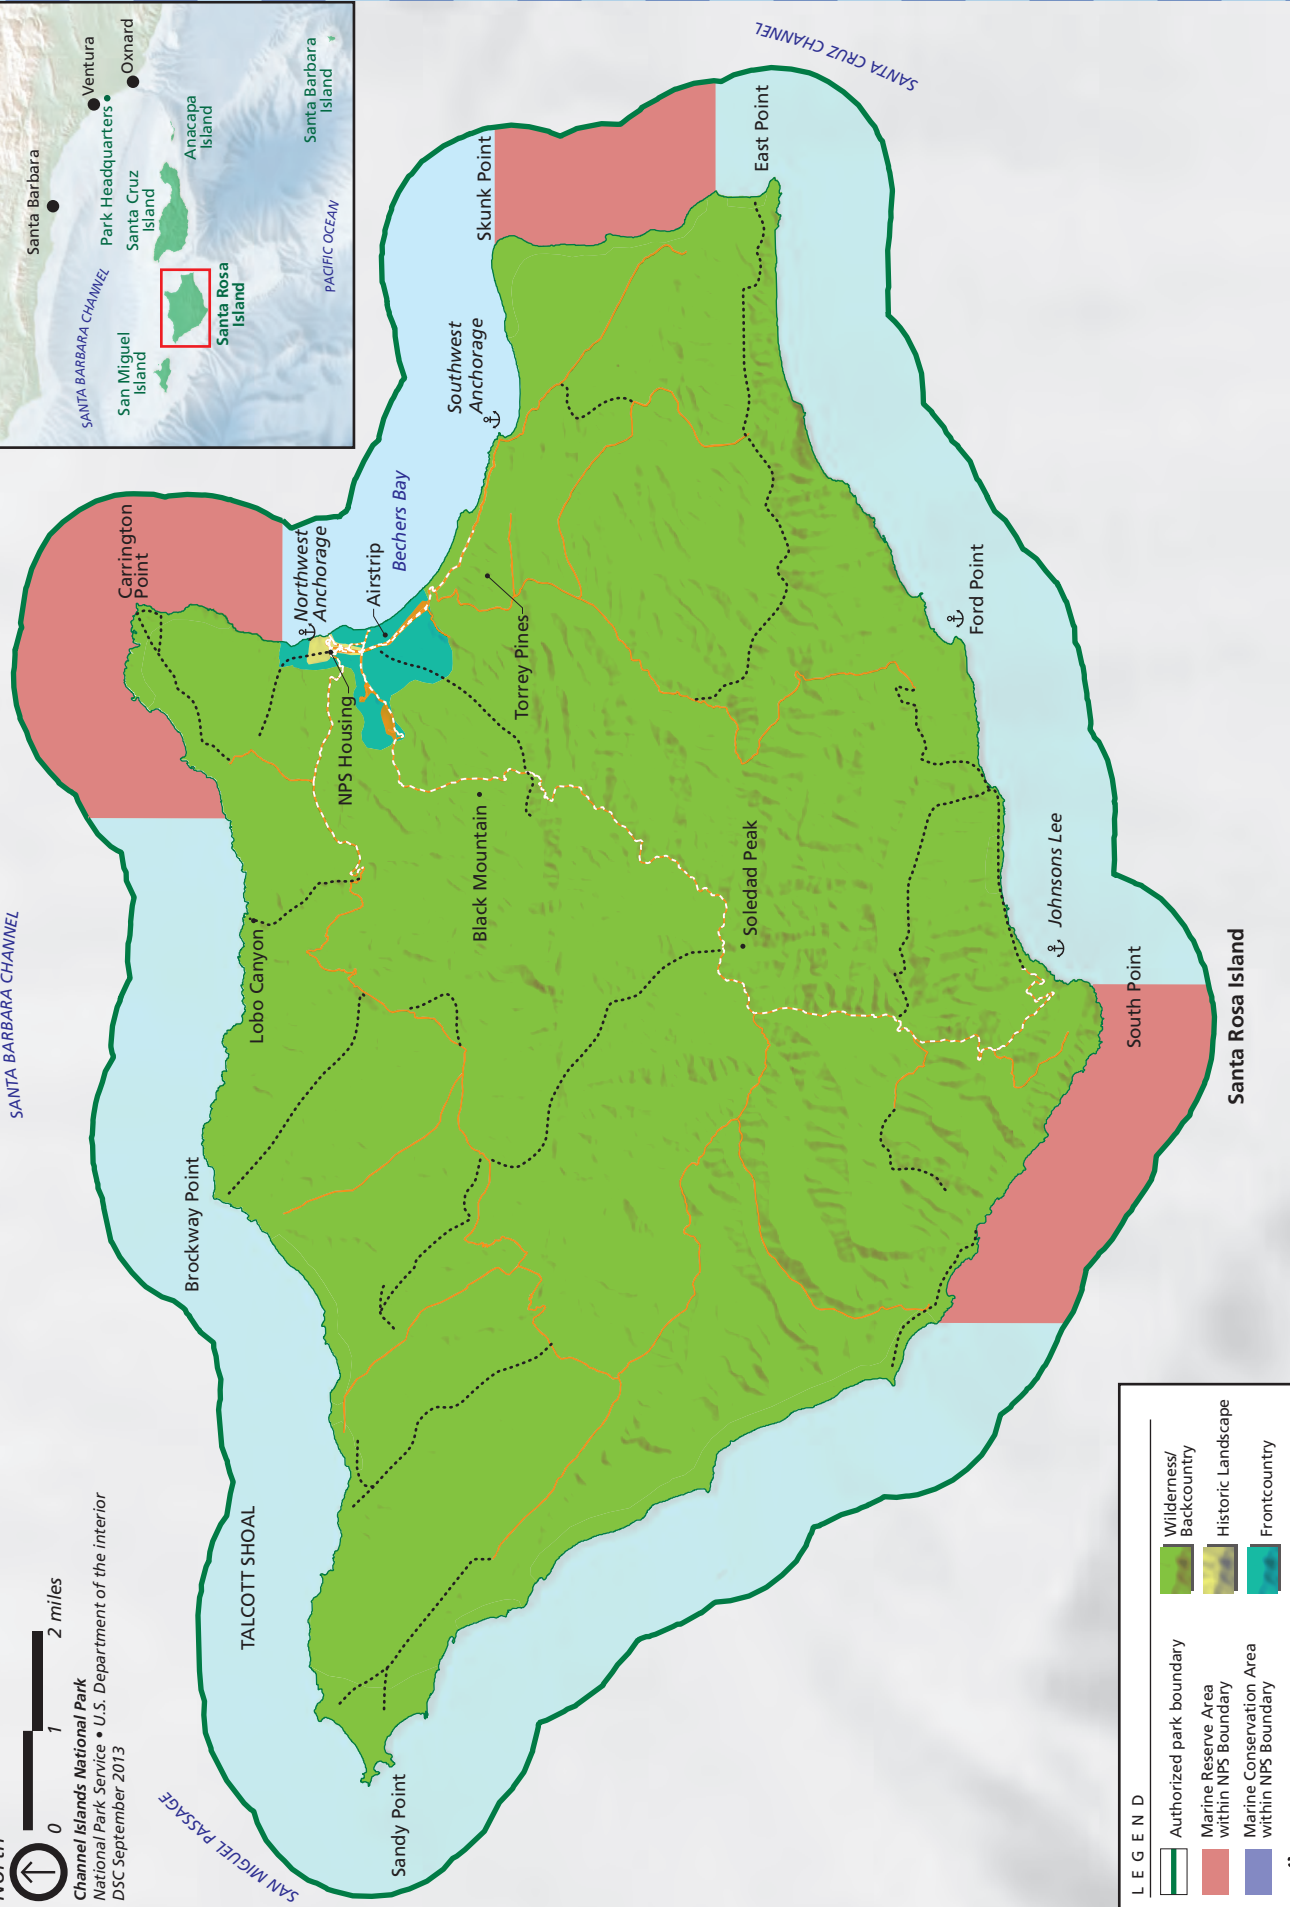 North
0 1 2 miles
Channel Islands National Park
National Park Service • U.S. Department of the interior
DSC September 2013
SANTA BARBARA CHANNEL
Santa Barbara
Ventura
Park Headquarters
Oxnard
SANTA BARBARA CHANNEL
San Miguel
Island
Santa Cruz
Island
Anacapa
Island
Santa Rosa
Island
Santa Barbara
Island
PACIFIC OCEAN
SANTA CRUZ CHANNEL
SAN MIGUEL PASSAGE
TALCOTT SHOAL
Sandy Point
Brockway Point
Lobo Canyon
Carrington
Point
Northwest
Anchorage
Airstrip
Bechers Bay
NPS Housing
Southwest
Anchorage
Skunk Point
East Point
Torrey Pines
Black Mountain
Soledad Peak
Ford Point
Johnsons Lee
South Point
Santa Rosa Island
LEGEND
Authorized park boundary
Marine Reserve Area
within NPS Boundary
Marine Conservation Area
within NPS Boundary
Wilderness/
Backcountry
Historic Landscape
Frontcountry